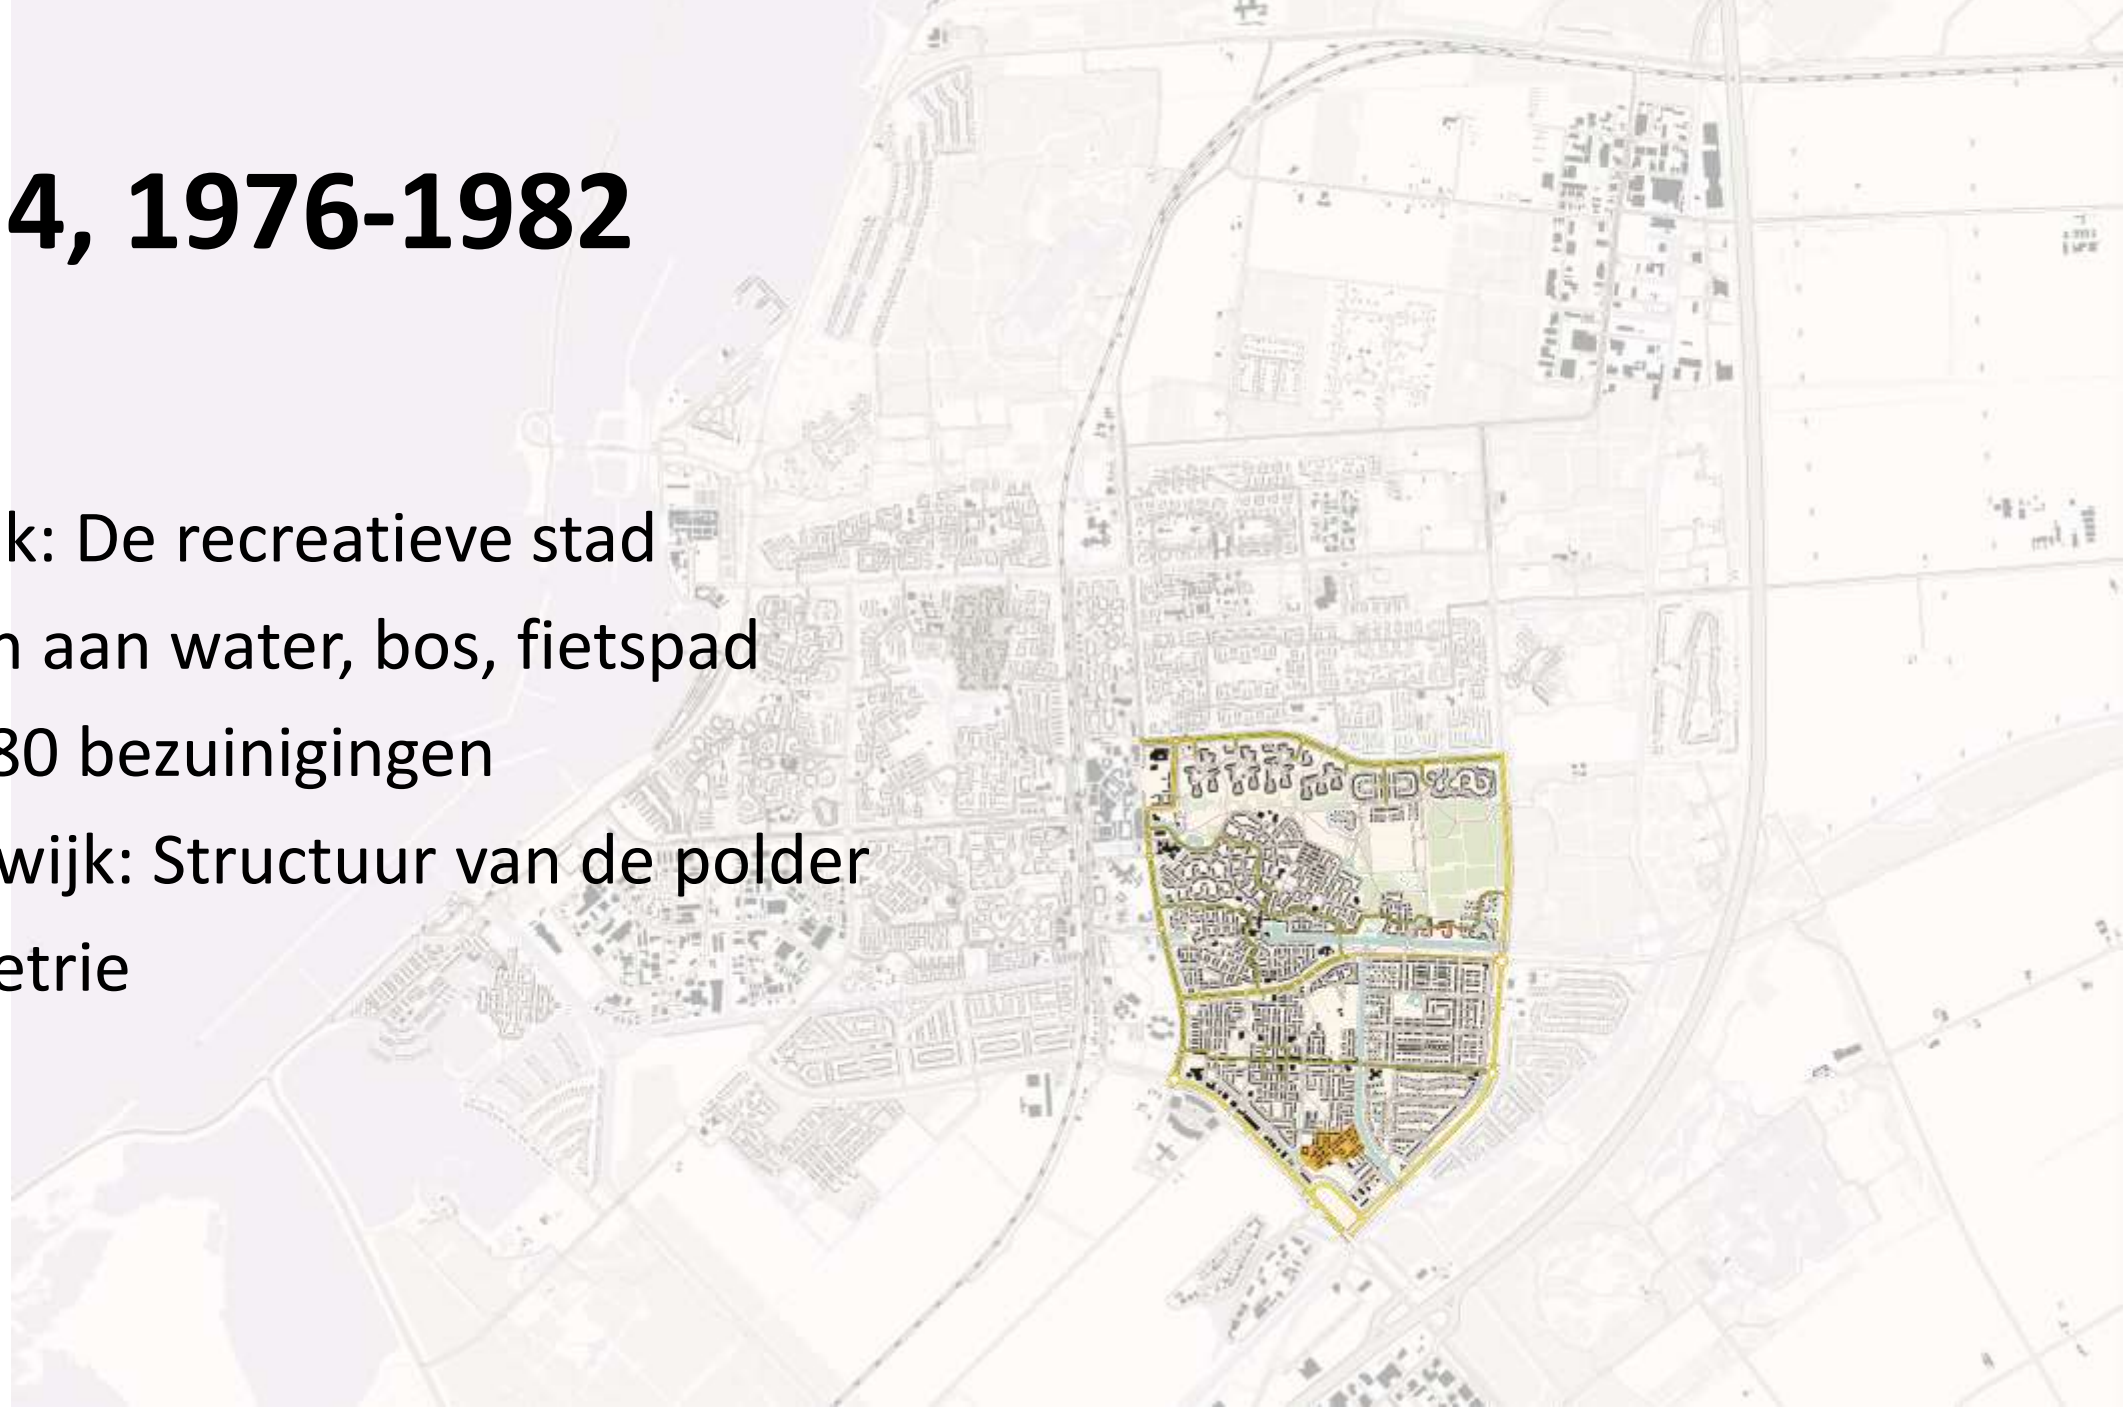 4, 1976-1982
k: De recreatieve stad
n aan water, bos, fietspad
80 bezuinigingen
wijk: Structuur van de polder
etrie